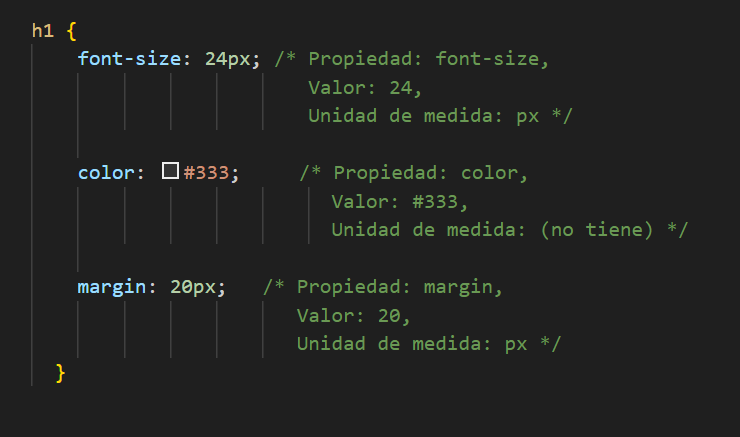 h1 {
font-size: 24px; /* Propiedad: font-size,
Valor: 24,
Unidad de medida: px */
color: #333; /* Propiedad: color,
Valor: #333,
Unidad de medida: (no tiene) */
margin: 20px; /* Propiedad: margin,
Valor: 20,
Unidad de medida: px */
}